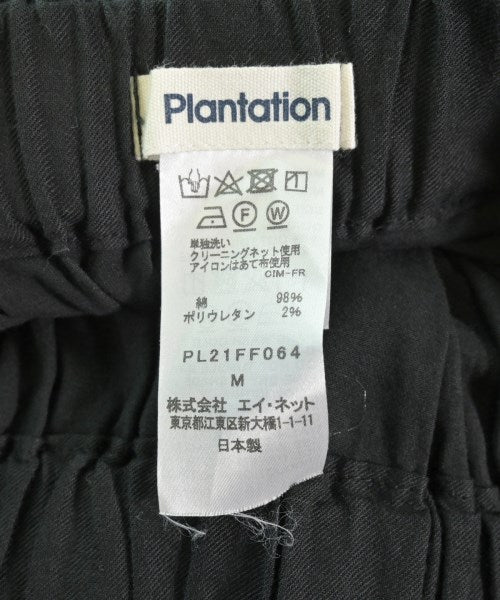 Plantation
F W
単独洗い
クリーニングネット使用
アイロンはあて布使用
CIM-FR
綿 98%
ポリウレタン 2%
PL21FF064
M
株式会社 エイ・ネット
東京都江東区新大橋1-1-11
日本製